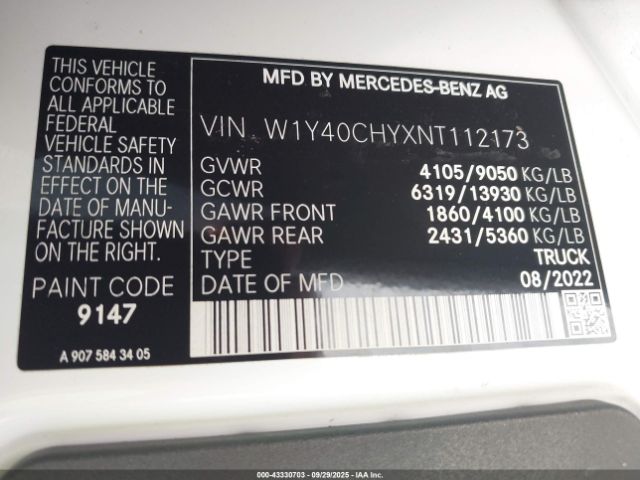 THIS VEHICLE
CONFORMS TO
ALL APPLICABLE
FEDERAL
VEHICLE SAFETY
STANDARDS IN
EFFECT ON THE
DATE OF MANU-
FACTURE SHOWN
ON THE RIGHT.
PAINT CODE
9147
A 907 584 34 05
MFD BY MERCEDES-BENZ AG
VIN W1Y40CHYXNT112173
GVWR 4105/9050 KG/LB
GCWR 6319/13930 KG/LB
GAWR FRONT 1860/4100 KG/LB
GAWR REAR 2431/5360 KG/LB
TYPE TRUCK
DATE OF MFD 08/2022
000-43330703 - 09/29/2025 - IAAI.COM